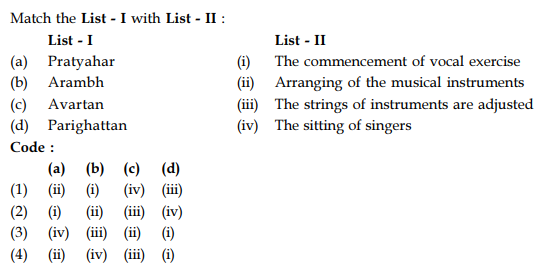 Match the List - I with List - II :
List - I List - II
(a) Pratyahar (i) The commencement of vocal exercise
(b) Arambh (ii) Arranging of the musical instruments
(c) Avartan (iii) The strings of instruments are adjusted
(d) Parighattan (iv) The sitting of singers
Code :
(a) (b) (c) (d)
(1) (ii) (i) (iv) (iii)
(2) (i) (ii) (iii) (iv)
(3) (iv) (iii) (ii) (i)
(4) (ii) (iv) (iii) (i)